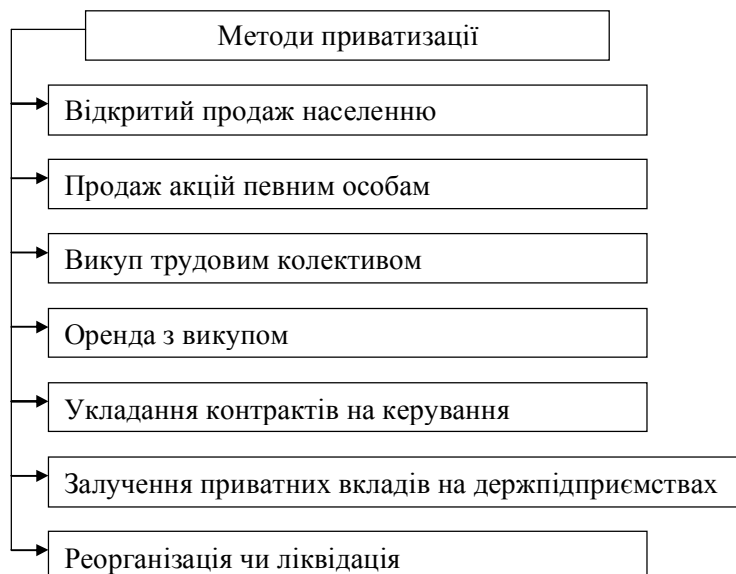 Методи приватизації
Відкритий продаж населенню
Продаж акцій певним особам
Викуп трудовим колективом
Оренда з викупом
Укладання контрактів на керування
Залучення приватних вкладів на держпідприємствах
Реорганізація чи ліквідація